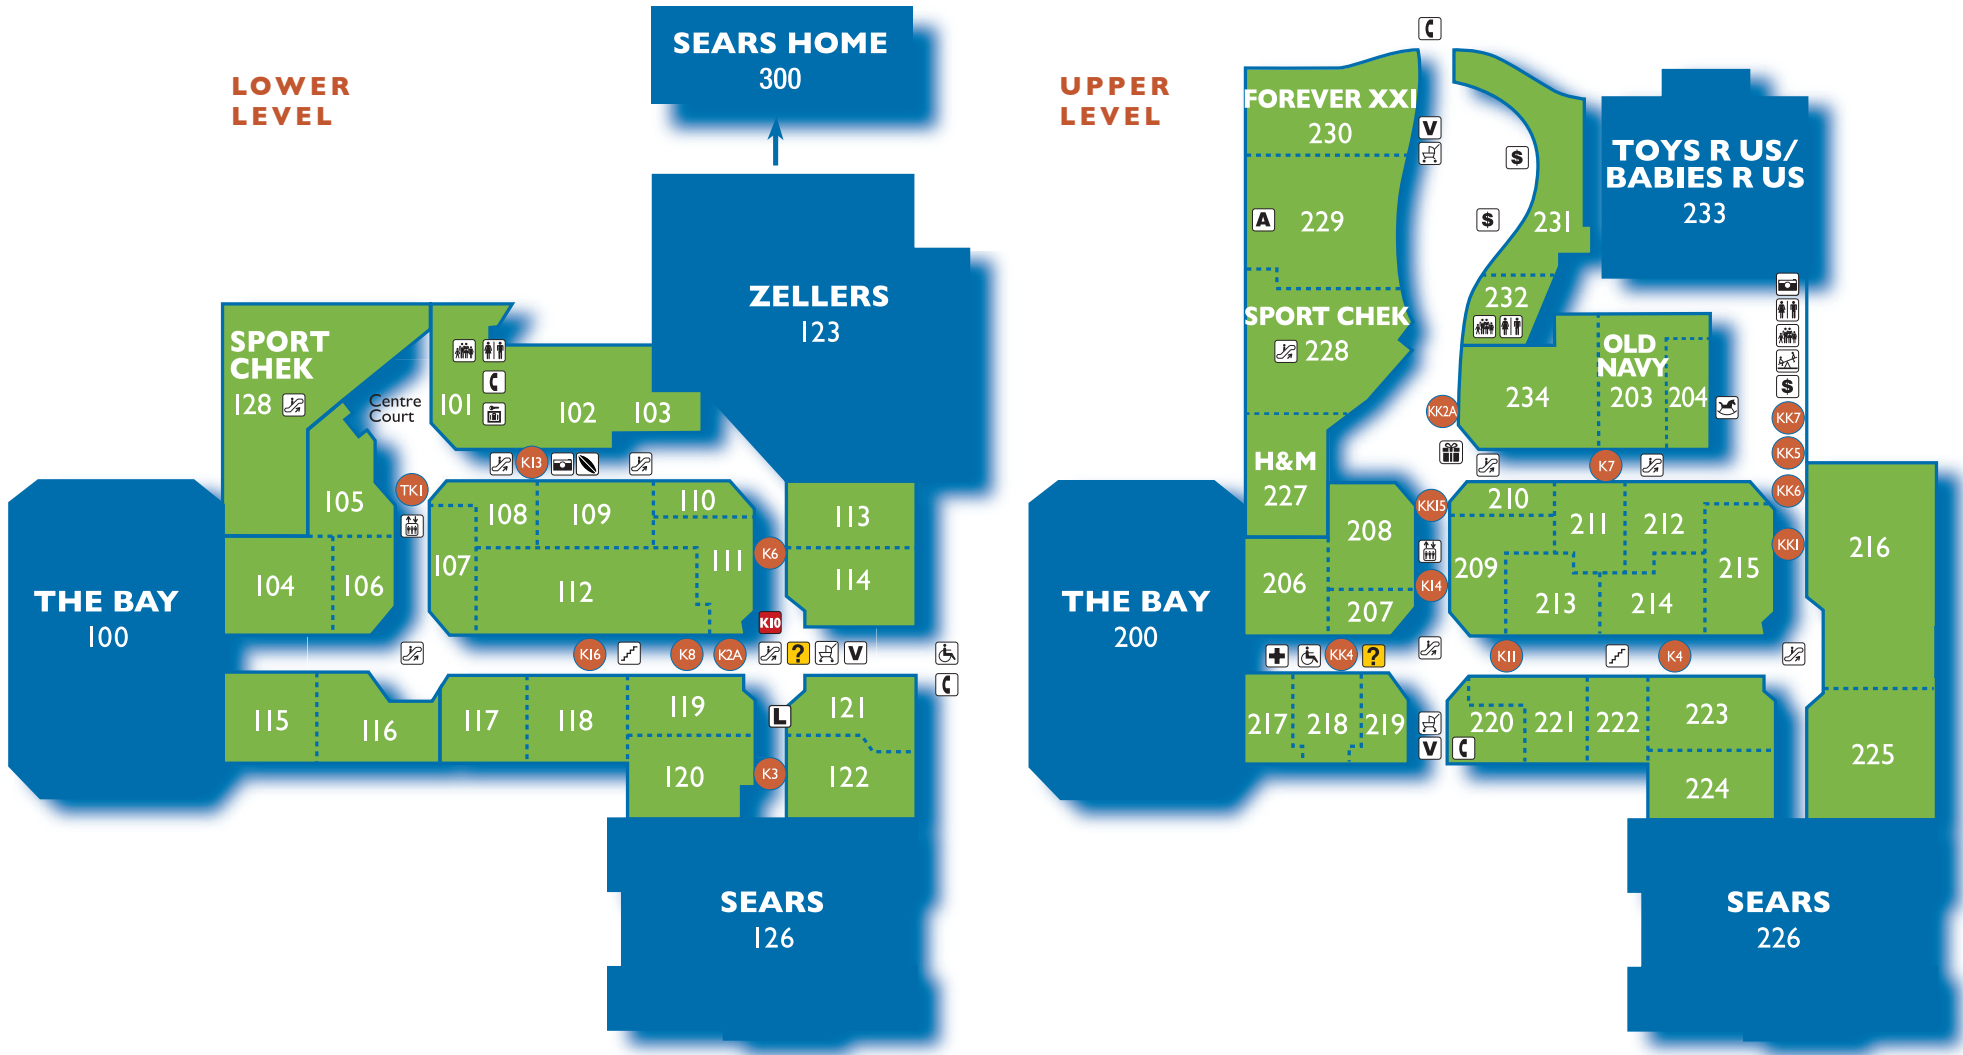 LOWER
LEVEL
SEARS HOME
300
ZELLERS
123
SPORT
CHEK
128
Centre
Court
101
102
103
K13
TK1
105
108
109
110
113
107
111
K6
104
106
112
114
THE BAY
100
K10
K16
K8
K2A
?
V
115
116
117
118
119
L
121
120
K3
122
SEARS
126
UPPER
LEVEL
FOREVER XXI
230
V
$
TOYS R US/
BABIES R US
233
A
229
$
231
232
SPORT CHEK
228
OLD
NAVY
234
203
204
$
KK2A
KK7
H&M
227
K7
KK5
KK6
208
KK15
210
211
212
KK1
216
206
209
215
K14
207
213
214
THE BAY
200
KK4
?
K11
K4
217
218
219
V
220
221
222
223
224
225
SEARS
226